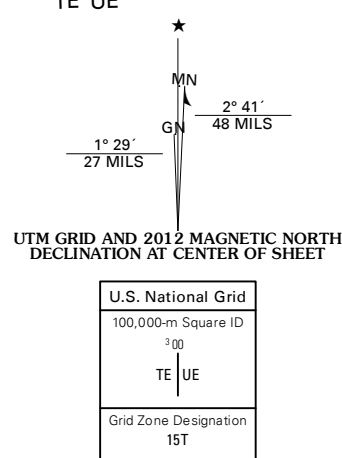 TE UE
★
MN
2° 41´
48 MILS
GN
1° 29´
27 MILS
UTM GRID AND 2012 MAGNETIC NORTH
DECLINATION AT CENTER OF SHEET
U.S. National Grid
100,000-m Square ID
³00
TE UE
Grid Zone Designation
15T